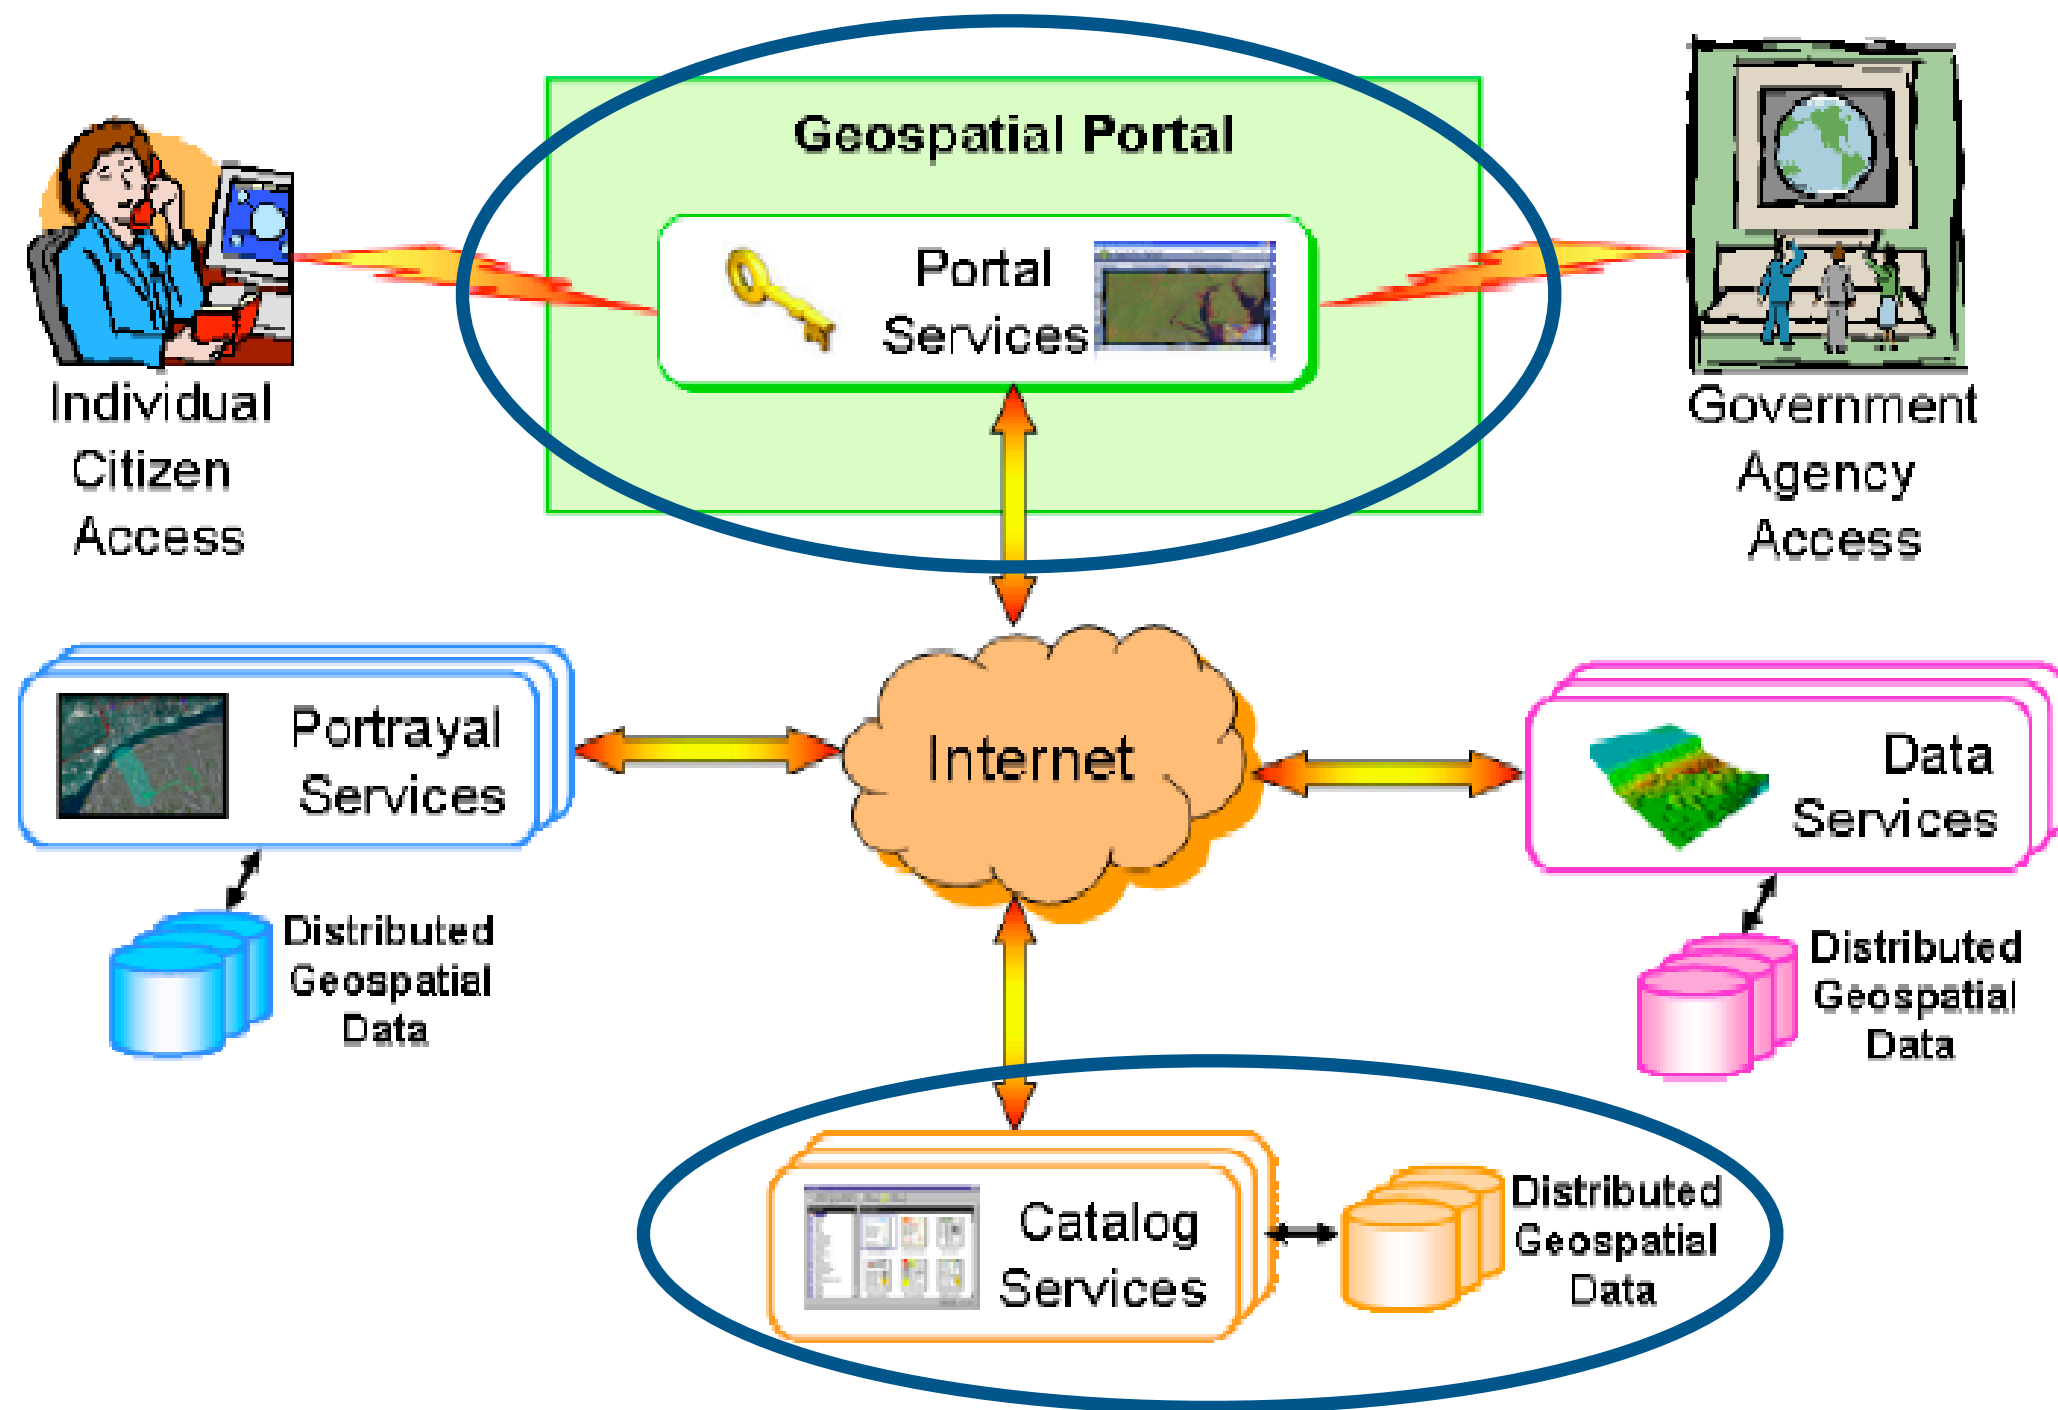 Geospatial Portal
Portal
Services
Individual
Citizen
Access
Government
Agency
Access
Portrayal
Services
Internet
Data
Services
Distributed
Geospatial
Data
Distributed
Geospatial
Data
Catalog
Services
Distributed
Geospatial
Data